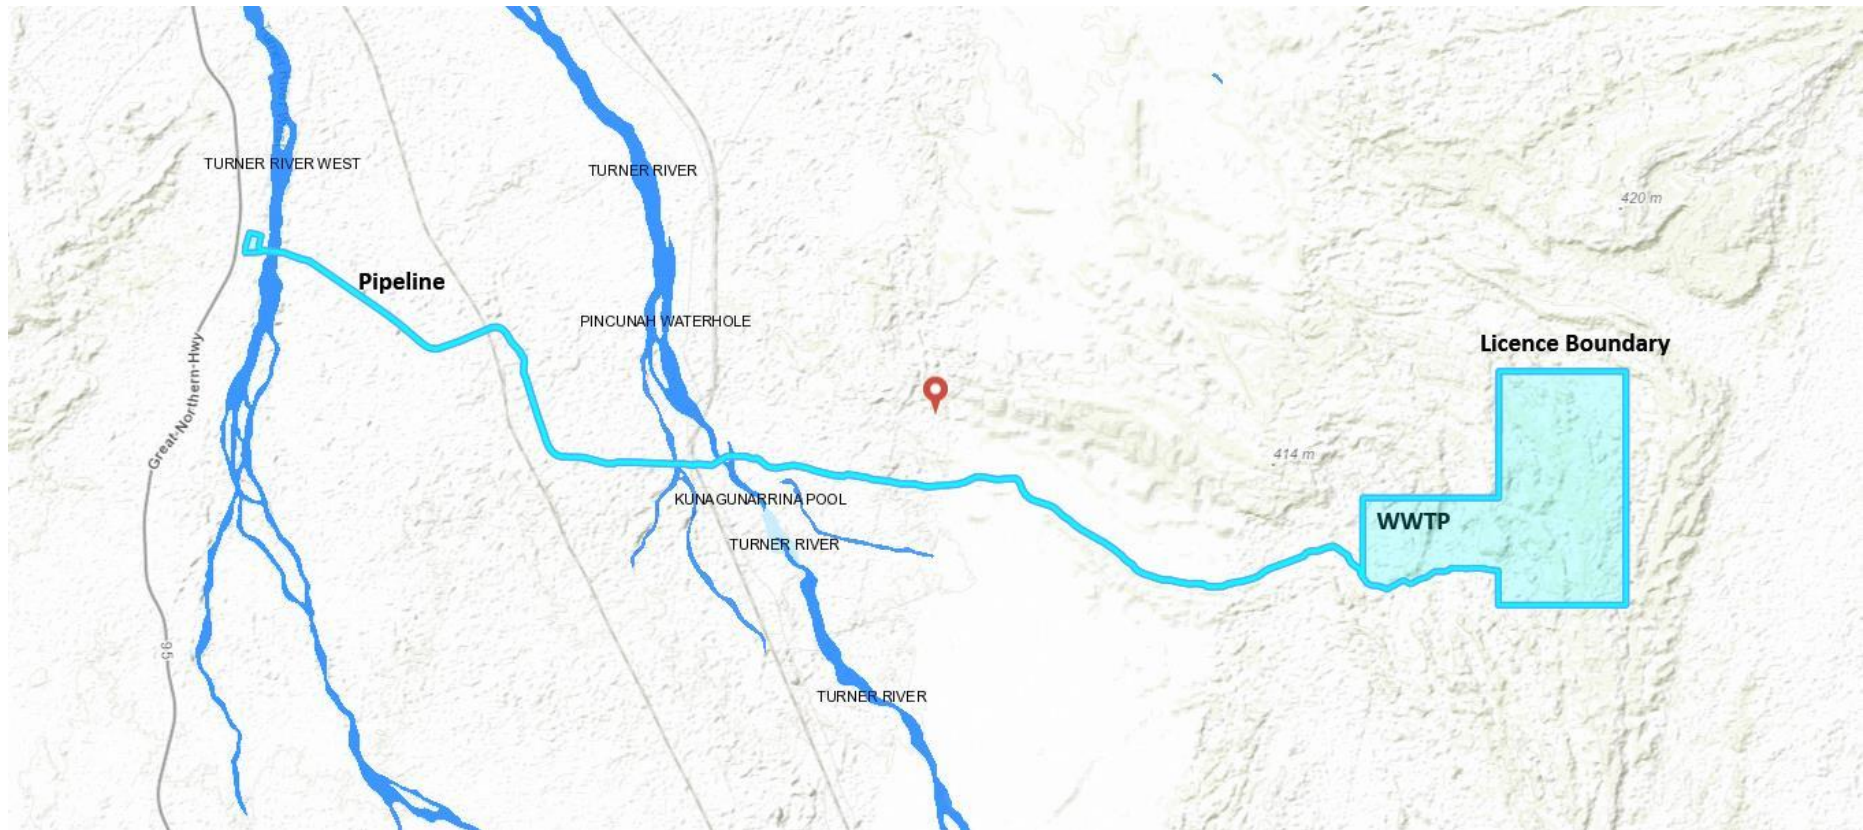 TURNER RIVER WEST
TURNER RIVER
420 m
Pipeline
PINCUNAH WATERHOLE
Great-Northern-Hwy
Licence Boundary
414 m
KUNAGUNARRINA POOL
WWTP
TURNER RIVER
95
TURNER RIVER